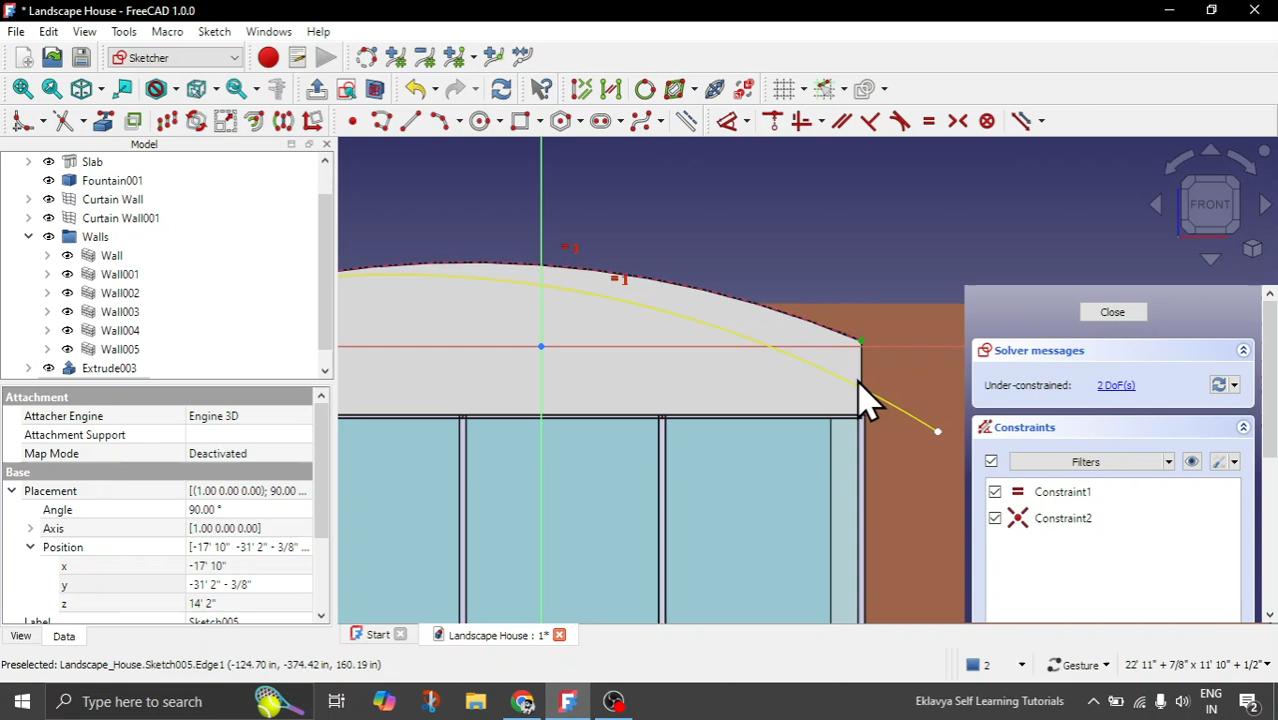 * Landscape House - FreeCAD 1.0.0
File Edit View Tools Macro Sketch Windows Help
Sketcher
Model
Slab
Fountain001
Curtain Wall
Curtain Wall001
Walls
Wall
Wall001
Wall002
Wall003
Wall004
Wall005
Extrude003
Attachment
Attacher Engine Engine 3D
Attachment Support
Map Mode Deactivated
Base
Placement [(1.00 0.00 0.00); 90.00 ...
Angle 90.00 °
Axis [1.00 0.00 0.00]
Position [-17' 10" -31' 2" - 3/8" ...
x -17' 10"
y -31' 2" - 3/8"
z 14' 2"
Label Sketch005
View Data
= 1
= 1
FRONT
Close
Solver messages
Under-constrained: 2 DoF(s)
Constraints
Filters
Constraint1
Constraint2
Start Landscape House : 1*
Preselected: Landscape_House.Sketch005.Edge1 (-124.70 in, -374.42 in, 160.19 in)
2 Gesture 22' 11" + 7/8" x 11' 10" + 1/2"
Type here to search
Eklavya Self Learning Tutorials
ENG
IN
2